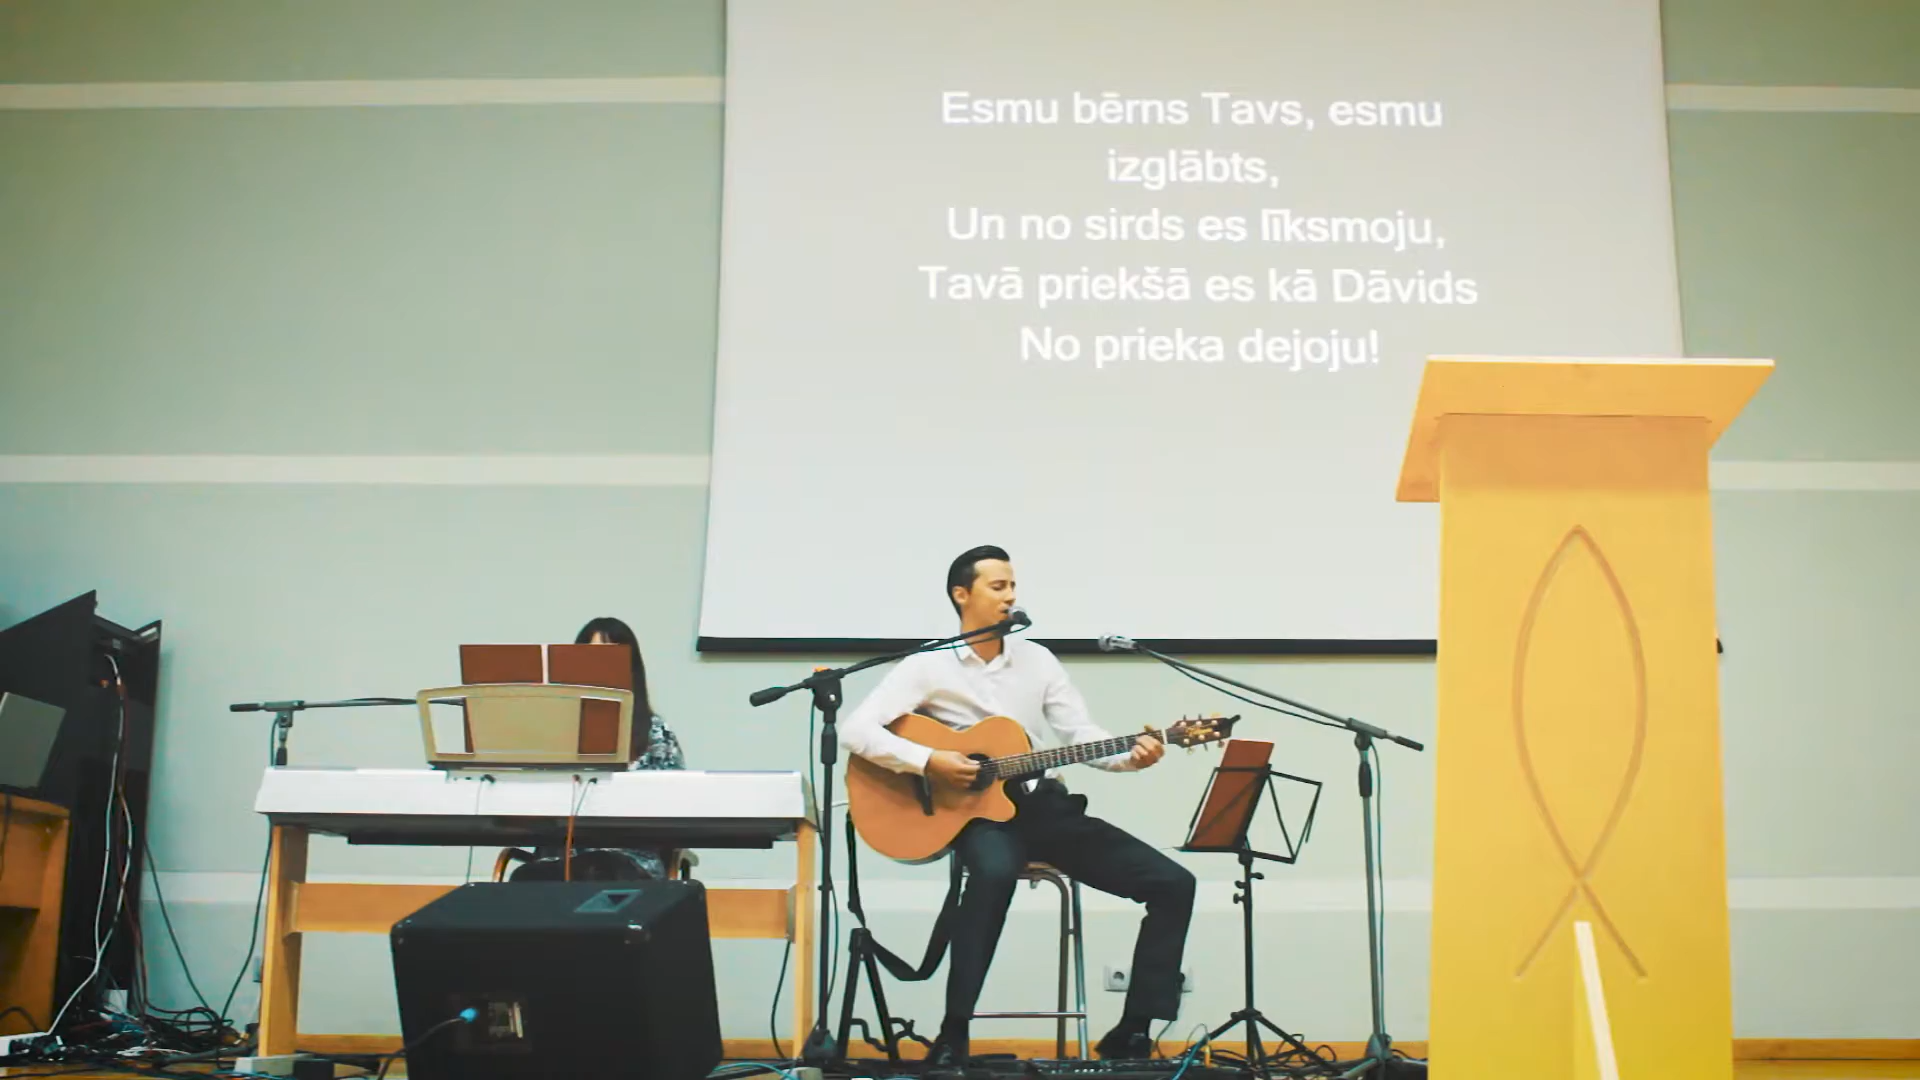 Esmu bērns Tavs, esmu
izglābts,
Un no sirds es līksmoju,
Tavā priekšā es kā Dāvids
No prieka dejoju!